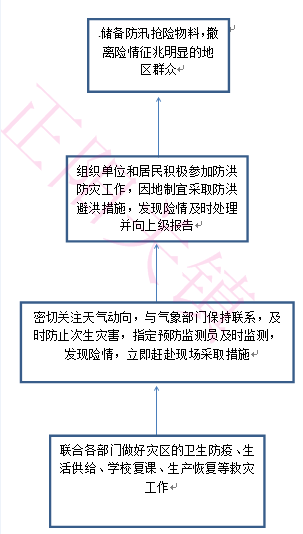 .储备防汛抢险物料，撤
离险情征兆明显的地
区群众
组织单位和居民积极参加防洪
防灾工作，因地制宜采取防洪
避洪措施，发现险情及时处理
并向上级报告
密切关注天气动向，与气象部门保持联系，及
时防止次生灾害，指定预防监测员及时监测，
发现险情，立即赶赴现场采取措施
联合各部门做好灾区的卫生防疫、生
活供给、学校复课、生产恢复等救灾
工作